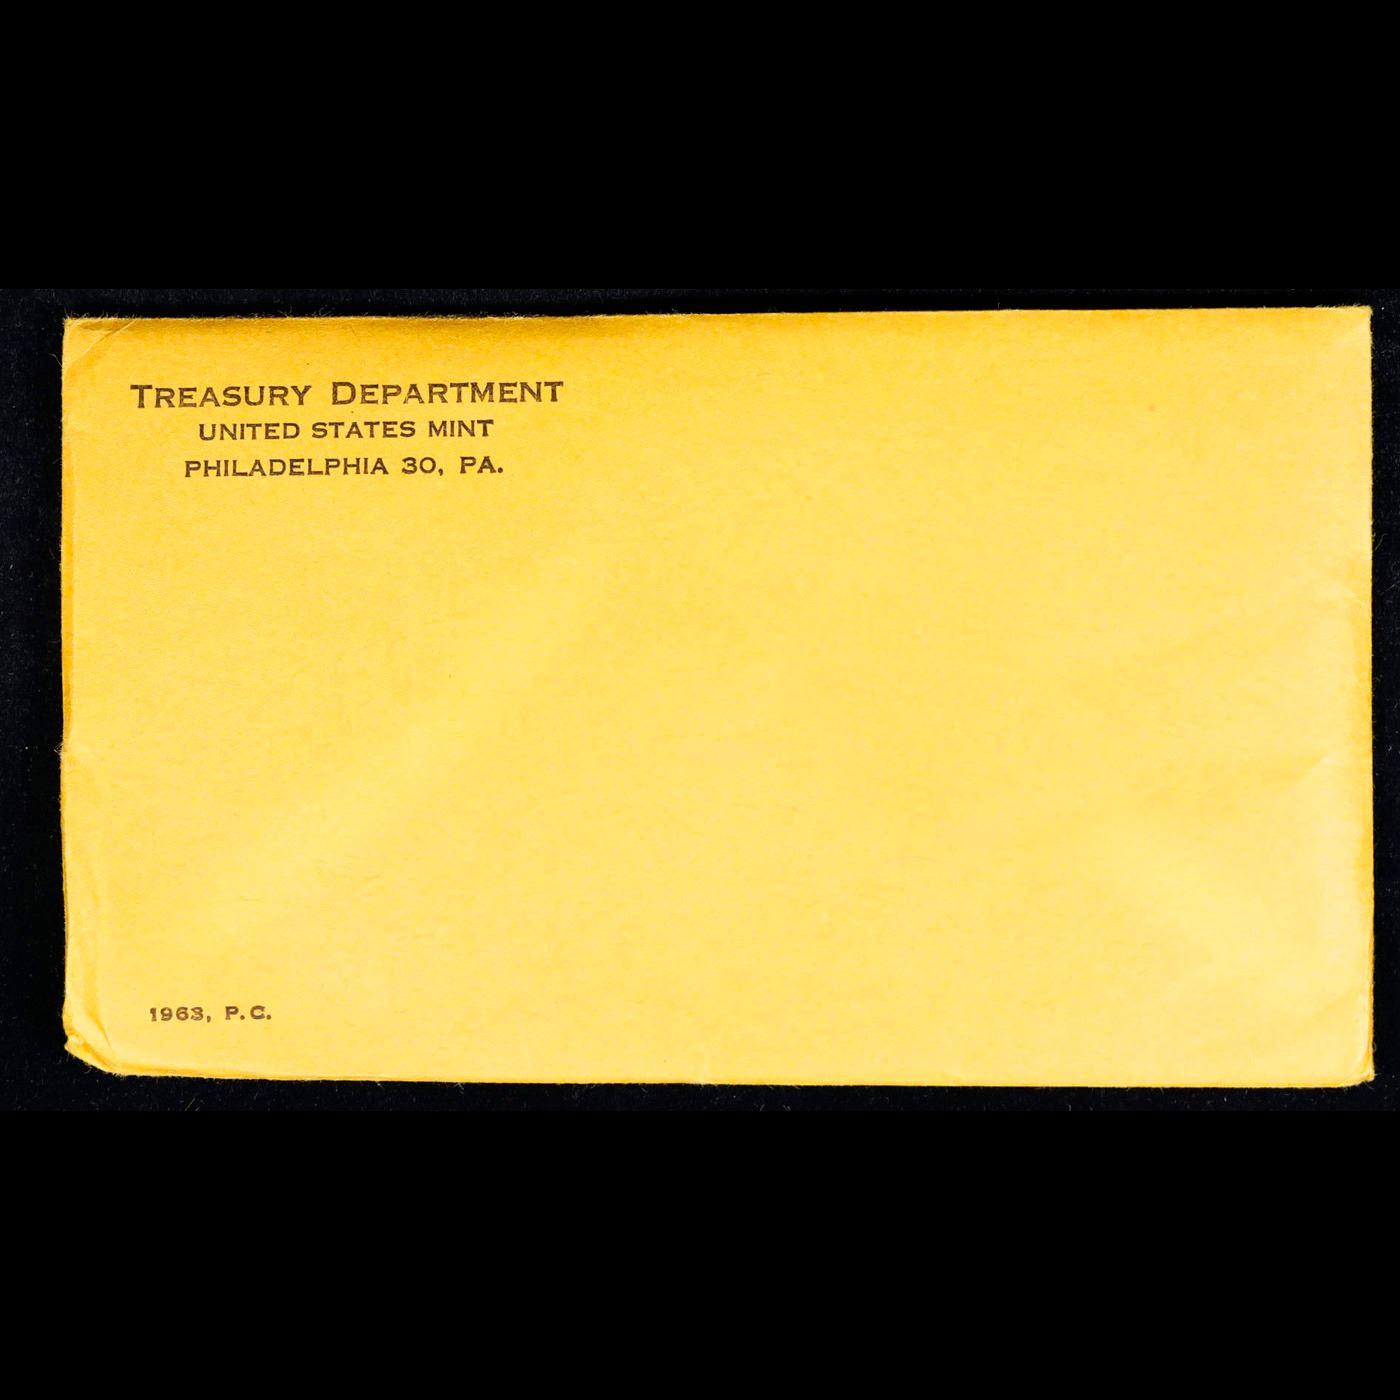 TREASURY DEPARTMENT
UNITED STATES MINT
PHILADELPHIA 30, PA.
1963, P.C.